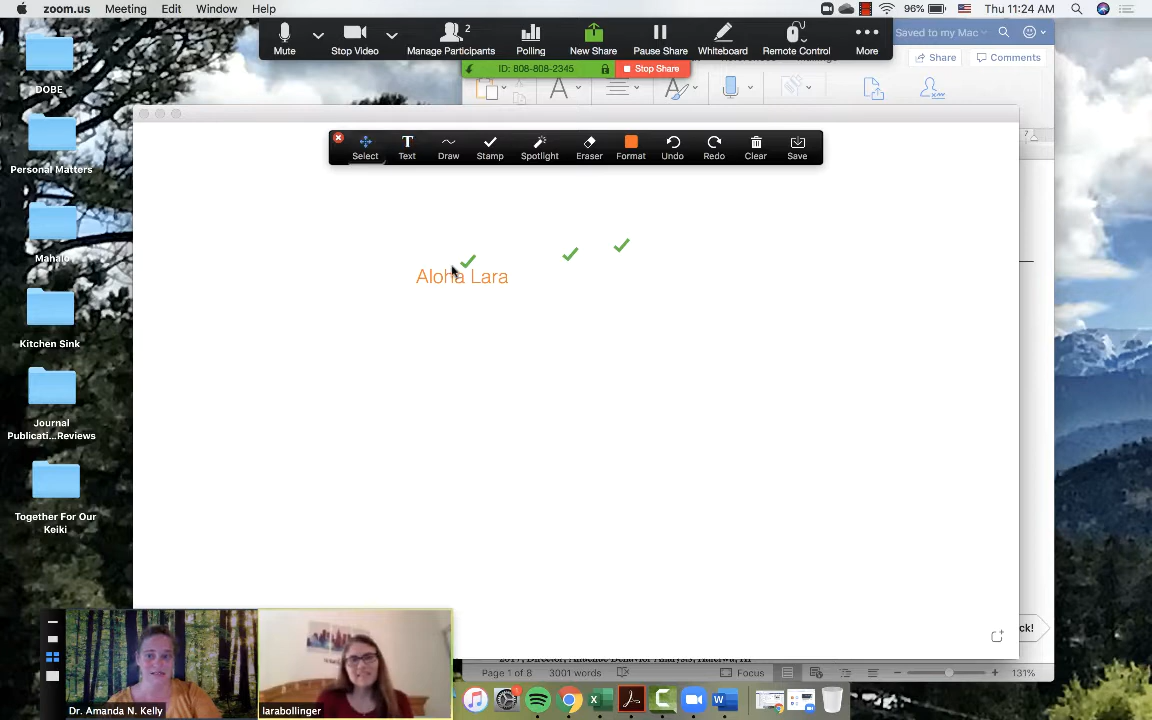 zoom.us Meeting Edit Window Help
96% Thu 11:24 AM
Mute Stop Video Manage Participants 2 Polling New Share Pause Share Whiteboard Remote Control More
ID: 808-808-2345 Stop Share
Saved to my Mac
Share Comments
Select Text Draw Stamp Spotlight Eraser Format Undo Redo Clear Save
Aloha Lara
DOBE
Personal Matters
Mahalo
Kitchen Sink
Journal
Publicati...Reviews
Together For Our
Keiki
7
ck!
Page 1 of 8 3001 words Focus 131%
Dr. Amanda N. Kelly
larabollinger